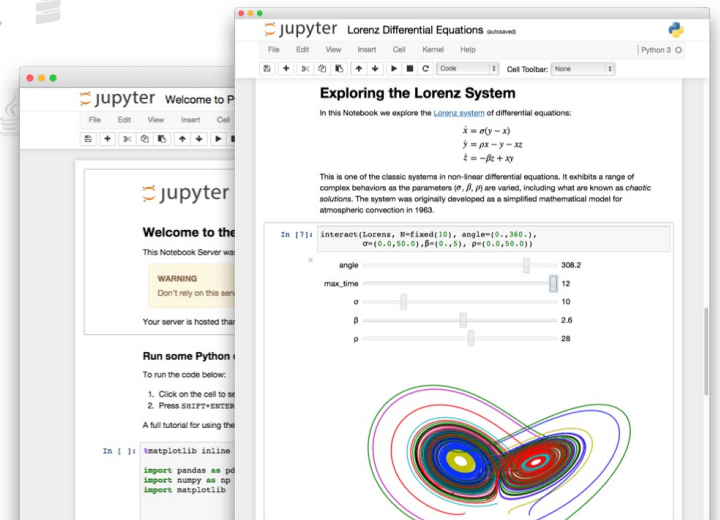 jupyter Lorenz Differential Equations (autosaved)
File Edit View Insert Cell Kernel Help Python 3
Code Cell Toolbar: None
Exploring the Lorenz System
In this Notebook we explore the Lorenz system of differential equations:
ẋ = σ(y − x)
ẏ = ρx − y − xz
ż = −βz + xy
This is one of the classic systems in non-linear differential equations. It exhibits a range of
complex behaviors as the parameters (σ, β, ρ) are varied, including what are known as chaotic
solutions. The system was originally developed as a simplified mathematical model for
atmospheric convection in 1963.
In [7]: interact(Lorenz, N=fixed(10), angle=(0.,360.),
σ=(0.0,50.0),β=(0.,5), ρ=(0.0,50.0))
angle 308.2
max_time 12
σ 10
β 2.6
ρ 28
jupyter Welcome to P
File Edit View Insert Cell
jupyter
Welcome to the
This Notebook Server was
WARNING
Don't rely on this serv
Your server is hosted than
Run some Python
To run the code below:
1. Click on the cell to se
2. Press SHIFT+ENTER
A full tutorial for using the
In [ ]: %matplotlib inline
import pandas as pd
import numpy as np
import matplotlib